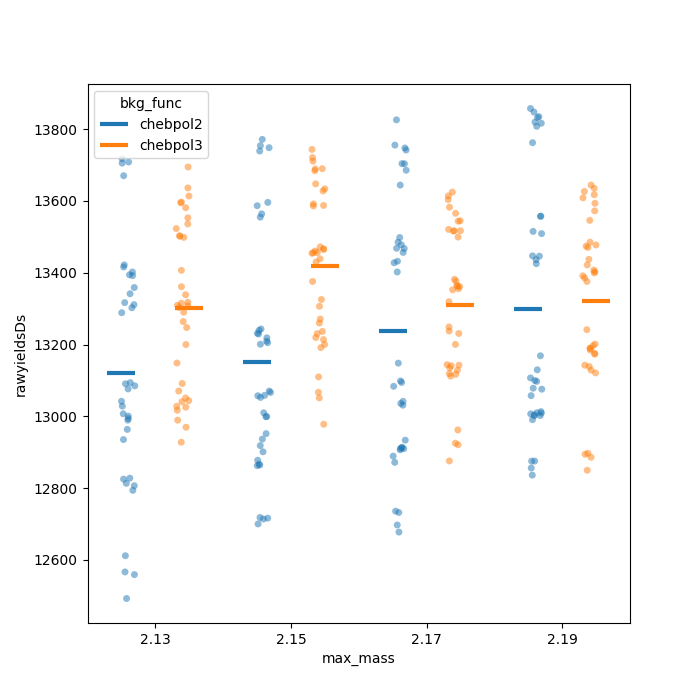 bkg_func
chebpol2
chebpol3
13800
13600
13400
13200
13000
12800
12600
rawyieldsDs
2.13
2.15
2.17
2.19
max_mass